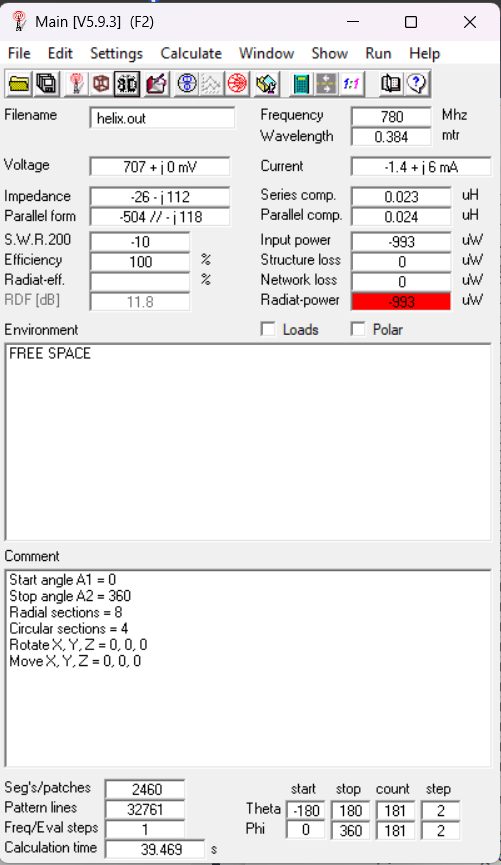 Main [V5.9.3] (F2)
File Edit Settings Calculate Window Show Run Help
3D 1:1
Filename helix.out Frequency 780 Mhz
Wavelength 0.384 mtr
Voltage 707 + j 0 mV Current -1.4 + j 6 mA
Impedance -26 - j 112 Series comp. 0.023 uH
Parallel form -504 // - j 118 Parallel comp. 0.024 uH
S.W.R.200 -10 Input power -993 uW
Efficiency 100 % Structure loss 0 uW
Radiat-eff. % Network loss 0 uW
RDF [dB] 11.8 Radiat-power -993 uW
Environment Loads Polar
FREE SPACE
Comment
Start angle A1 = 0
Stop angle A2 = 360
Radial sections = 8
Circular sections = 4
Rotate X, Y, Z = 0, 0, 0
Move X, Y, Z = 0, 0, 0
Seg's/patches 2460 start stop count step
Pattern lines 32761 Theta -180 180 181 2
Freq/Eval steps 1 Phi 0 360 181 2
Calculation time 39.469 s